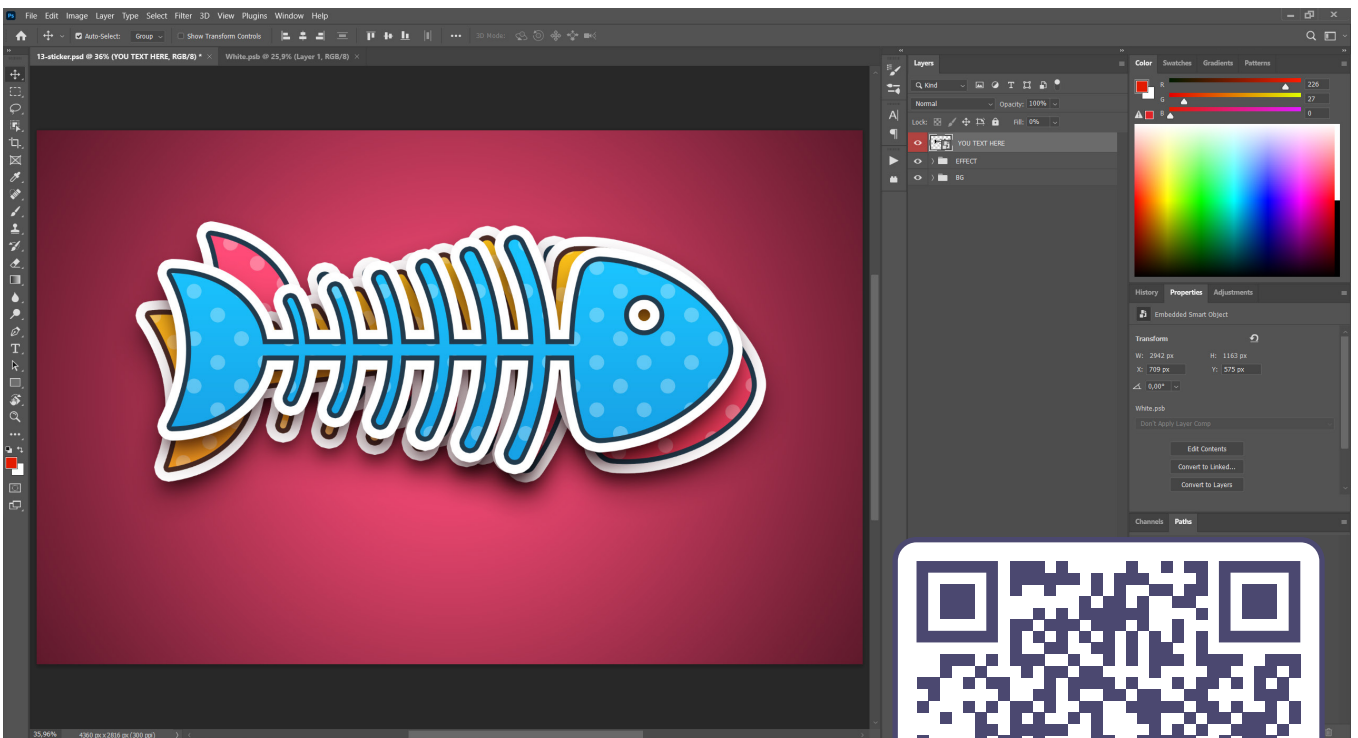 Ps File Edit Image Layer Type Select Filter 3D View Plugins Window Help
Auto-Select: Group Show Transform Controls 3D Mode:
13-sticker.psd @ 36% (YOU TEXT HERE, RGB/8) * × White.psb @ 25,9% (Layer 1, RGB/8) ×
Layers
Kind
Normal Opacity: 100%
Lock: Fill: 0%
YOU TEXT HERE
EFFECT
BG
Color Swatches Gradients Patterns
R 226
G 27
B 0
History Properties Adjustments
Embedded Smart Object
Transform
W: 2942 px H: 1163 px
X: 709 px Y: 575 px
0,00°
White.psb
Don't Apply Layer Comp
Edit Contents
Convert to Linked...
Convert to Layers
Channels Paths
35,96% 4360 px x 2816 px (300 ppi)